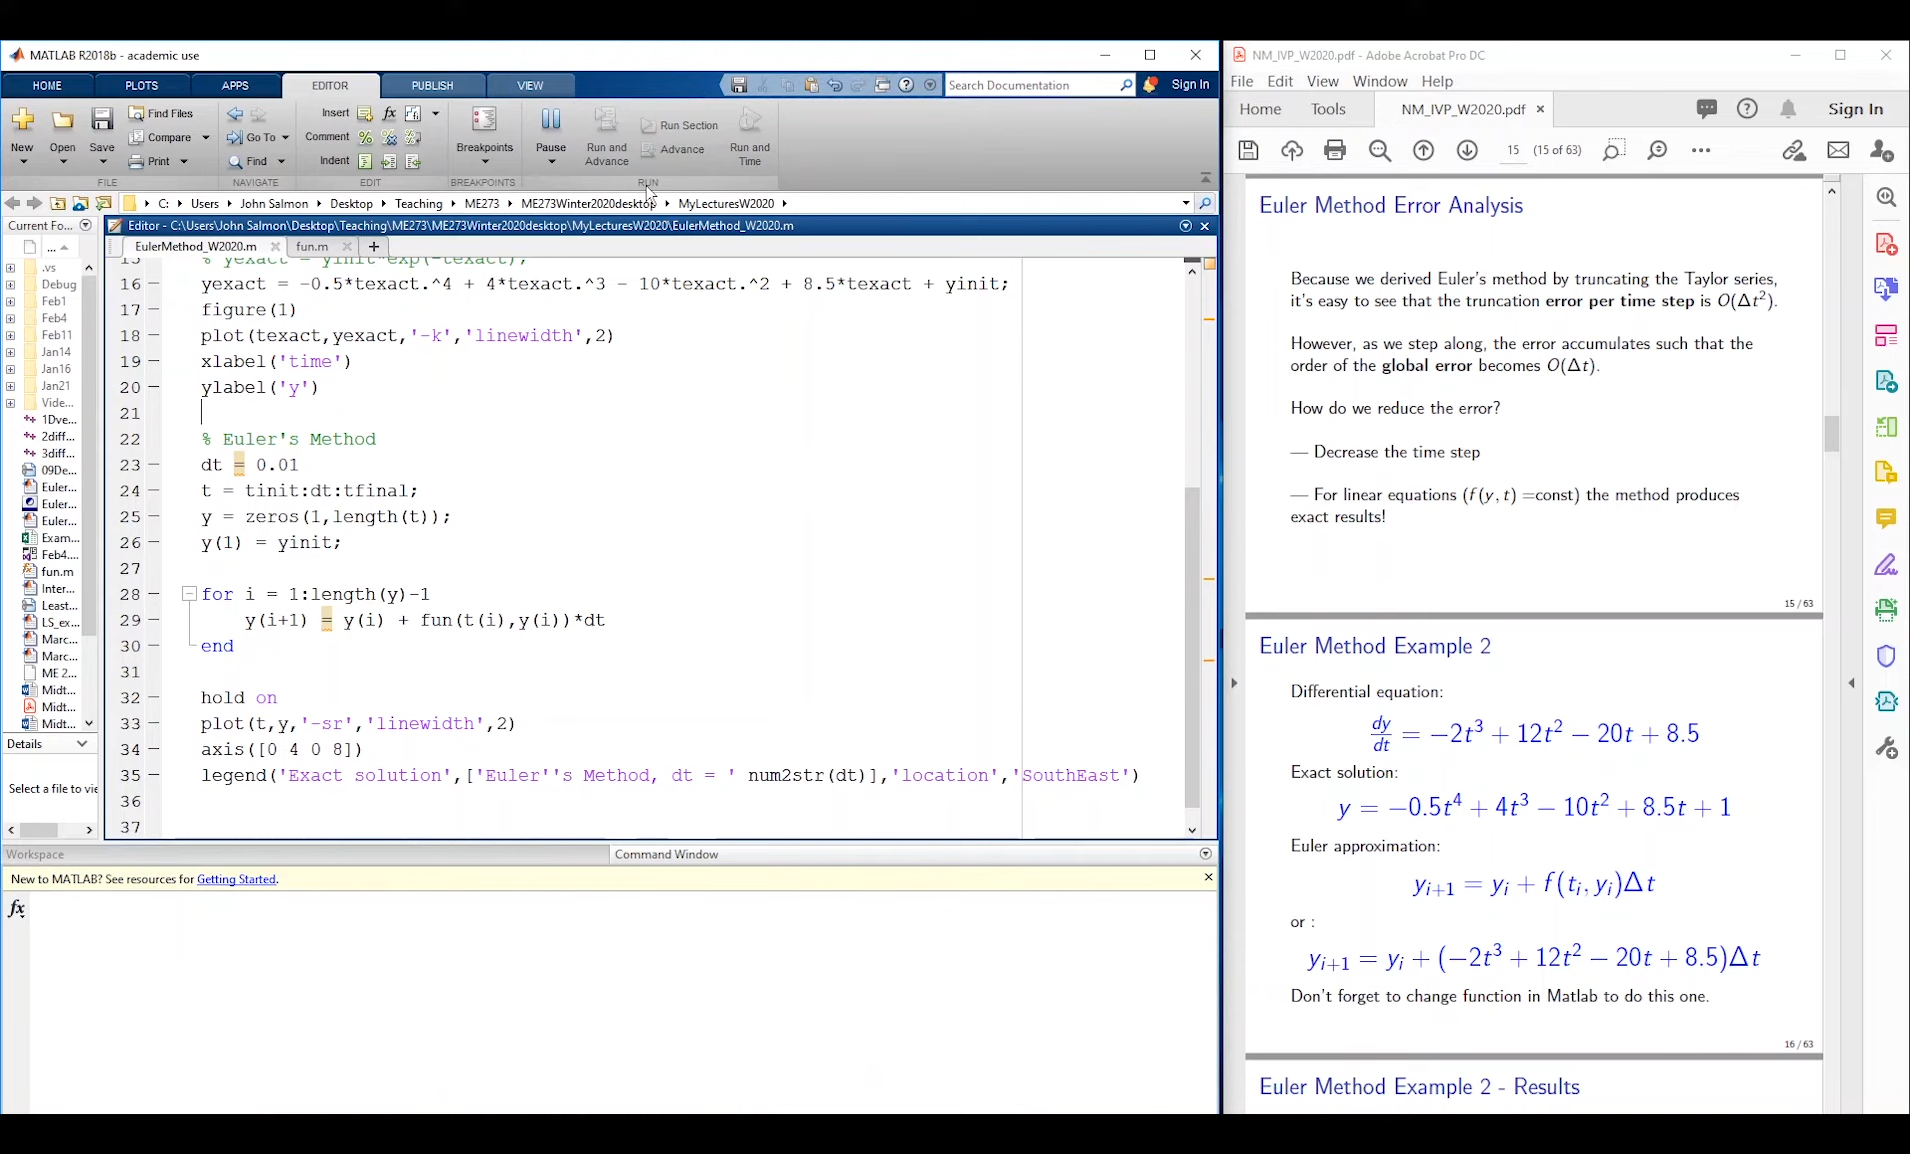 MATLAB R2018b - academic use
HOME PLOTS APPS EDITOR PUBLISH VIEW
Search Documentation
Sign In
New
Open
Save
Find Files
Compare
Print
Go To
Find
Insert
Comment
Indent
Breakpoints
Pause
Run and
Advance
Run Section
Advance
Run and
Time
FILE NAVIGATE EDIT BREAKPOINTS RUN
C: Users John Salmon Desktop Teaching ME273 ME273Winter2020desktop MyLecturesW2020
Current Fo...
Editor - C:\Users\John Salmon\Desktop\Teaching\ME273\ME273Winter2020desktop\MyLecturesW2020\EulerMethod_W2020.m
EulerMethod_W2020.m fun.m
...
.vs
Debug
Feb1
Feb4
Feb11
Jan14
Jan16
Jan21
Vide...
1Dve...
2diff...
3diff...
09De...
Euler...
Euler...
Euler...
Exam...
Feb4....
fun.m
Inter...
Least...
LS_ex...
Marc...
Marc...
ME 2...
Midt...
Midt...
Midt...
Details
Select a file to vie
15 % yexact = yinit*exp(-texact);
16 yexact = -0.5*texact.^4 + 4*texact.^3 - 10*texact.^2 + 8.5*texact + yinit;
17 figure(1)
18 plot(texact,yexact,'-k','linewidth',2)
19 xlabel('time')
20 ylabel('y')
21
22 % Euler's Method
23 dt = 0.01
24 t = tinit:dt:tfinal;
25 y = zeros(1,length(t));
26 y(1) = yinit;
27
28 for i = 1:length(y)-1
29 y(i+1) = y(i) + fun(t(i),y(i))*dt
30 end
31
32 hold on
33 plot(t,y,'-sr','linewidth',2)
34 axis([0 4 0 8])
35 legend('Exact solution',['Euler''s Method, dt = ' num2str(dt)],'location','SouthEast')
36
37
Workspace
Command Window
New to MATLAB? See resources for Getting Started.
fx
NM_IVP_W2020.pdf - Adobe Acrobat Pro DC
File Edit View Window Help
Home Tools NM_IVP_W2020.pdf Sign In
15 (15 of 63)
Euler Method Error Analysis
Because we derived Euler's method by truncating the Taylor series,
it's easy to see that the truncation error per time step is O(Δt²).
However, as we step along, the error accumulates such that the
order of the global error becomes O(Δt).
How do we reduce the error?
— Decrease the time step
— For linear equations (f(y, t) =const) the method produces
exact results!
15 / 63
Euler Method Example 2
Differential equation:
dy/dt = −2t³ + 12t² − 20t + 8.5
Exact solution:
y = −0.5t⁴ + 4t³ − 10t² + 8.5t + 1
Euler approximation:
yᵢ₊₁ = yᵢ + f(tᵢ, yᵢ)Δt
or :
yᵢ₊₁ = yᵢ + (−2t³ + 12t² − 20t + 8.5)Δt
Don't forget to change function in Matlab to do this one.
16 / 63
Euler Method Example 2 - Results